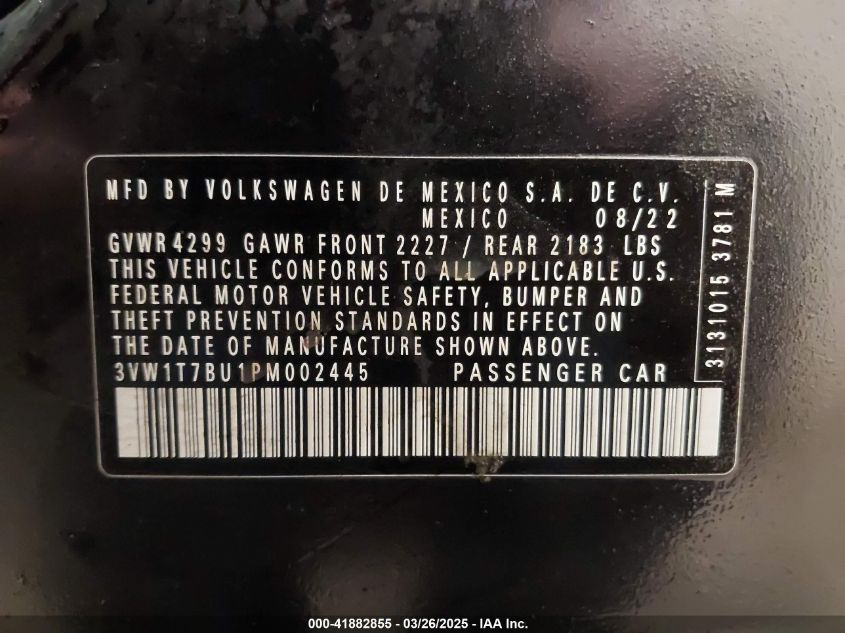 MFD BY VOLKSWAGEN DE MEXICO S.A. DE C.V.
MEXICO 08/22
GVWR 4299 GAWR FRONT 2227 / REAR 2183 LBS
THIS VEHICLE CONFORMS TO ALL APPLICABLE U.S.
FEDERAL MOTOR VEHICLE SAFETY, BUMPER AND
THEFT PREVENTION STANDARDS IN EFFECT ON
THE DATE OF MANUFACTURE SHOWN ABOVE.
3VW1T7BU1PM002445 PASSENGER CAR
3131015 3781 M
000-41882855 - 03/26/2025 - IAA Inc.